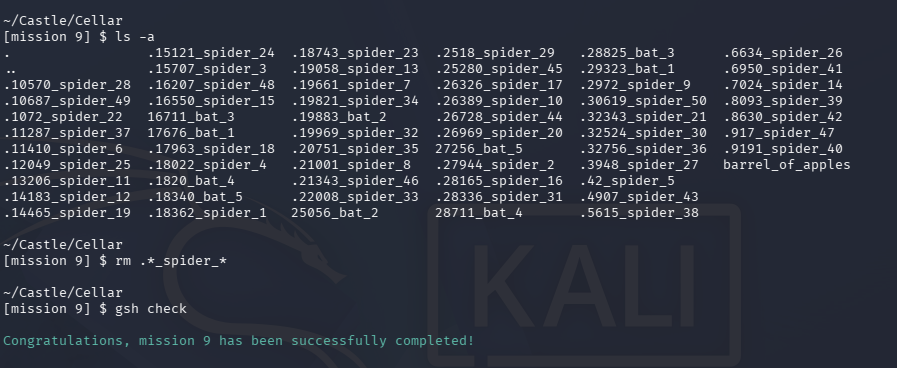 ~/Castle/Cellar
[mission 9] $ ls -a
. .15121_spider_24 .18743_spider_23 .2518_spider_29 .28825_bat_3 .6634_spider_26
.. .15707_spider_3 .19058_spider_13 .25280_spider_45 .29323_bat_1 .6950_spider_41
.10570_spider_28 .16207_spider_48 .19661_spider_7 .26326_spider_17 .2972_spider_9 .7024_spider_14
.10687_spider_49 .16550_spider_15 .19821_spider_34 .26389_spider_10 .30619_spider_50 .8093_spider_39
.1072_spider_22 16711_bat_3 .19883_bat_2 .26728_spider_44 .32343_spider_21 .8630_spider_42
.11287_spider_37 17676_bat_1 .19969_spider_32 .26969_spider_20 .32524_spider_30 .917_spider_47
.11410_spider_6 .17963_spider_18 .20751_spider_35 27256_bat_5 .32756_spider_36 .9191_spider_40
.12049_spider_25 .18022_spider_4 .21001_spider_8 .27944_spider_2 .3948_spider_27 barrel_of_apples
.13206_spider_11 .1820_bat_4 .21343_spider_46 .28165_spider_16 .42_spider_5
.14183_spider_12 .18340_bat_5 .22008_spider_33 .28336_spider_31 .4907_spider_43
.14465_spider_19 .18362_spider_1 25056_bat_2 28711_bat_4 .5615_spider_38
~/Castle/Cellar
[mission 9] $ rm .*_spider_*
~/Castle/Cellar
[mission 9] $ gsh check
KALI
Congratulations, mission 9 has been successfully completed!